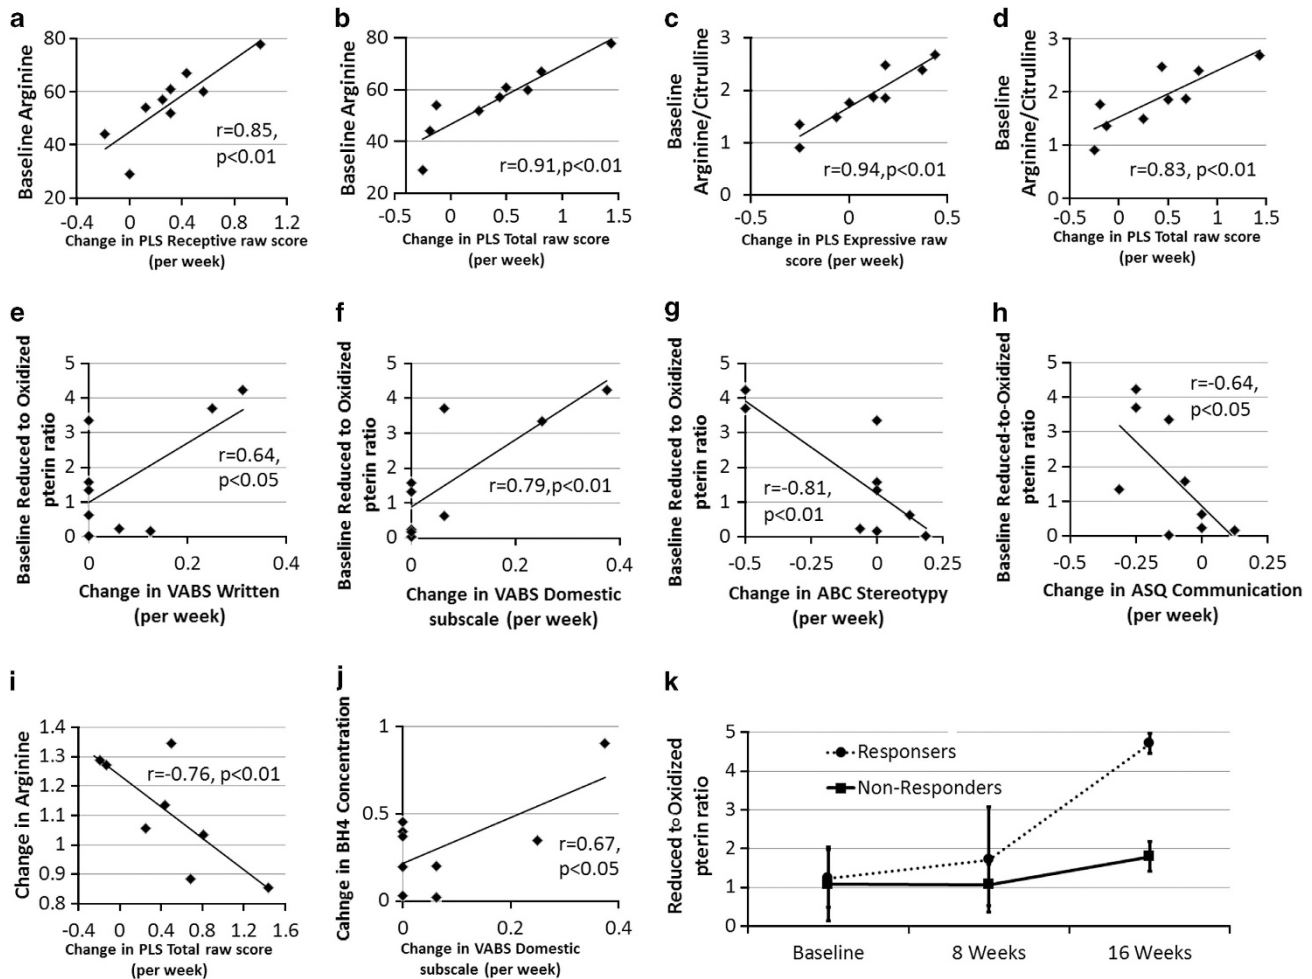 a
80
60
40
20
Baseline Arginine
r=0.85,
p<0.01
-0.4 0 0.4 0.8 1.2
Change in PLS Receptive raw score
(per week)
b
80
60
40
20
Baseline Arginine
r=0.91,p<0.01
-0.5 0 0.5 1 1.5
Change in PLS Total raw score
(per week)
c
3
2
1
0
Baseline
Arginine/Citrulline
r=0.94,p<0.01
-0.5 0 0.5
Change in PLS Expressive raw
score (per week)
d
3
2
1
0
Baseline
Arginine/Citrulline
r=0.83, p<0.01
-0.5 0 0.5 1 1.5
Change in PLS Total raw score
(per week)
e
5
4
3
2
1
0
Baseline Reduced to Oxidized
pterin ratio
r=0.64,
p<0.05
0 0.2 0.4
Change in VABS Written
(per week)
f
5
4
3
2
1
0
Baseline Reduced to Oxidized
pterin ratio
r=0.79,p<0.01
0 0.2 0.4
Change in VABS Domestic
subscale (per week)
g
5
4
3
2
1
0
Baseline Reduced to Oxidized
pterin ratio
r=-0.81,
p<0.01
-0.5 -0.25 0 0.25
Change in ABC Stereotypy
(per week)
h
5
4
3
2
1
0
Baseline Reduced-to-Oxidized
pterin ratio
r=-0.64,
p<0.05
-0.5 -0.25 0 0.25
Change in ASQ Communication
(per week)
i
1.4
1.3
1.2
1.1
1
0.9
0.8
Change in Arginine
r=-0.76, p<0.01
-0.4 0 0.4 0.8 1.2 1.6
Change in PLS Total raw score
(per week)
j
1
0.5
0
Cahnge in BH4 Concentration
r=0.67,
p<0.05
0 0.2 0.4
Change in VABS Domestic
subscale (per week)
k
5
4
3
2
1
0
Reduced to Oxidized
pterin ratio
Responsers
Non-Responders
Baseline 8 Weeks 16 Weeks